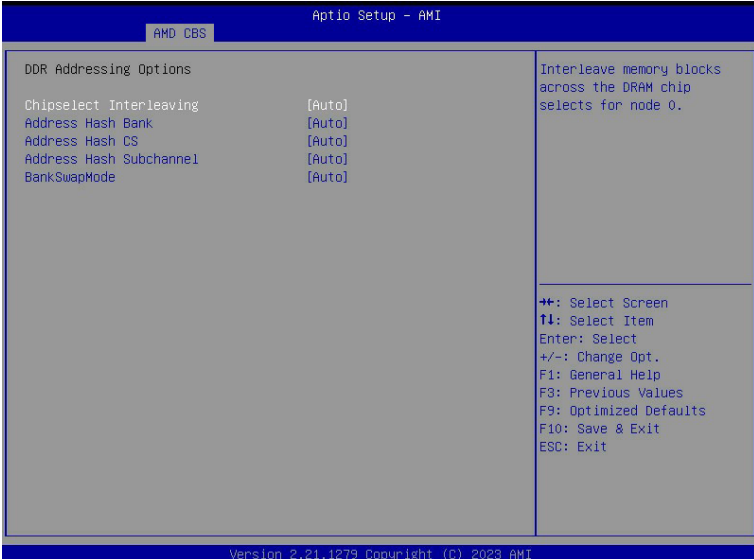 Aptio Setup – AMI
AMD CBS
DDR Addressing Options
Chipselect Interleaving [Auto]
Address Hash Bank [Auto]
Address Hash CS [Auto]
Address Hash Subchannel [Auto]
BankSwapMode [Auto]
Interleave memory blocks
across the DRAM chip
selects for node 0.
→←: Select Screen
↑↓: Select Item
Enter: Select
+/-: Change Opt.
F1: General Help
F3: Previous Values
F9: Optimized Defaults
F10: Save & Exit
ESC: Exit
Version 2.21.1279 Copyright (C) 2023 AMI